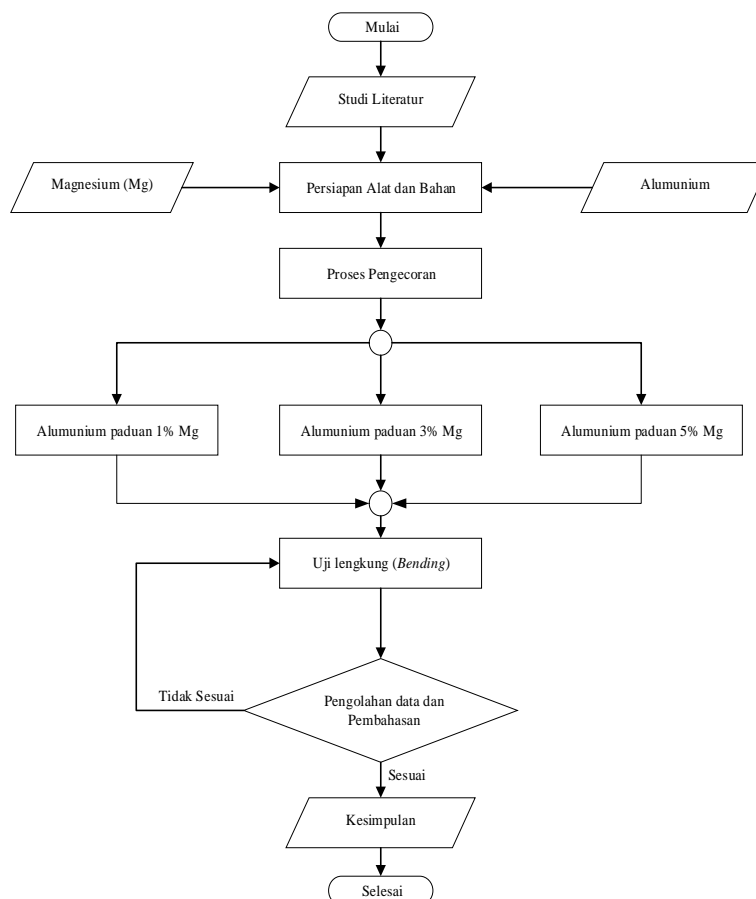 Mulai
Studi Literatur
Magnesium (Mg)
Persiapan Alat dan Bahan
Alumunium
Proses Pengecoran
Alumunium paduan 1% Mg
Alumunium paduan 3% Mg
Alumunium paduan 5% Mg
Uji lengkung (Bending)
Tidak Sesuai
Pengolahan data dan
Pembahasan
Sesuai
Kesimpulan
Selesai